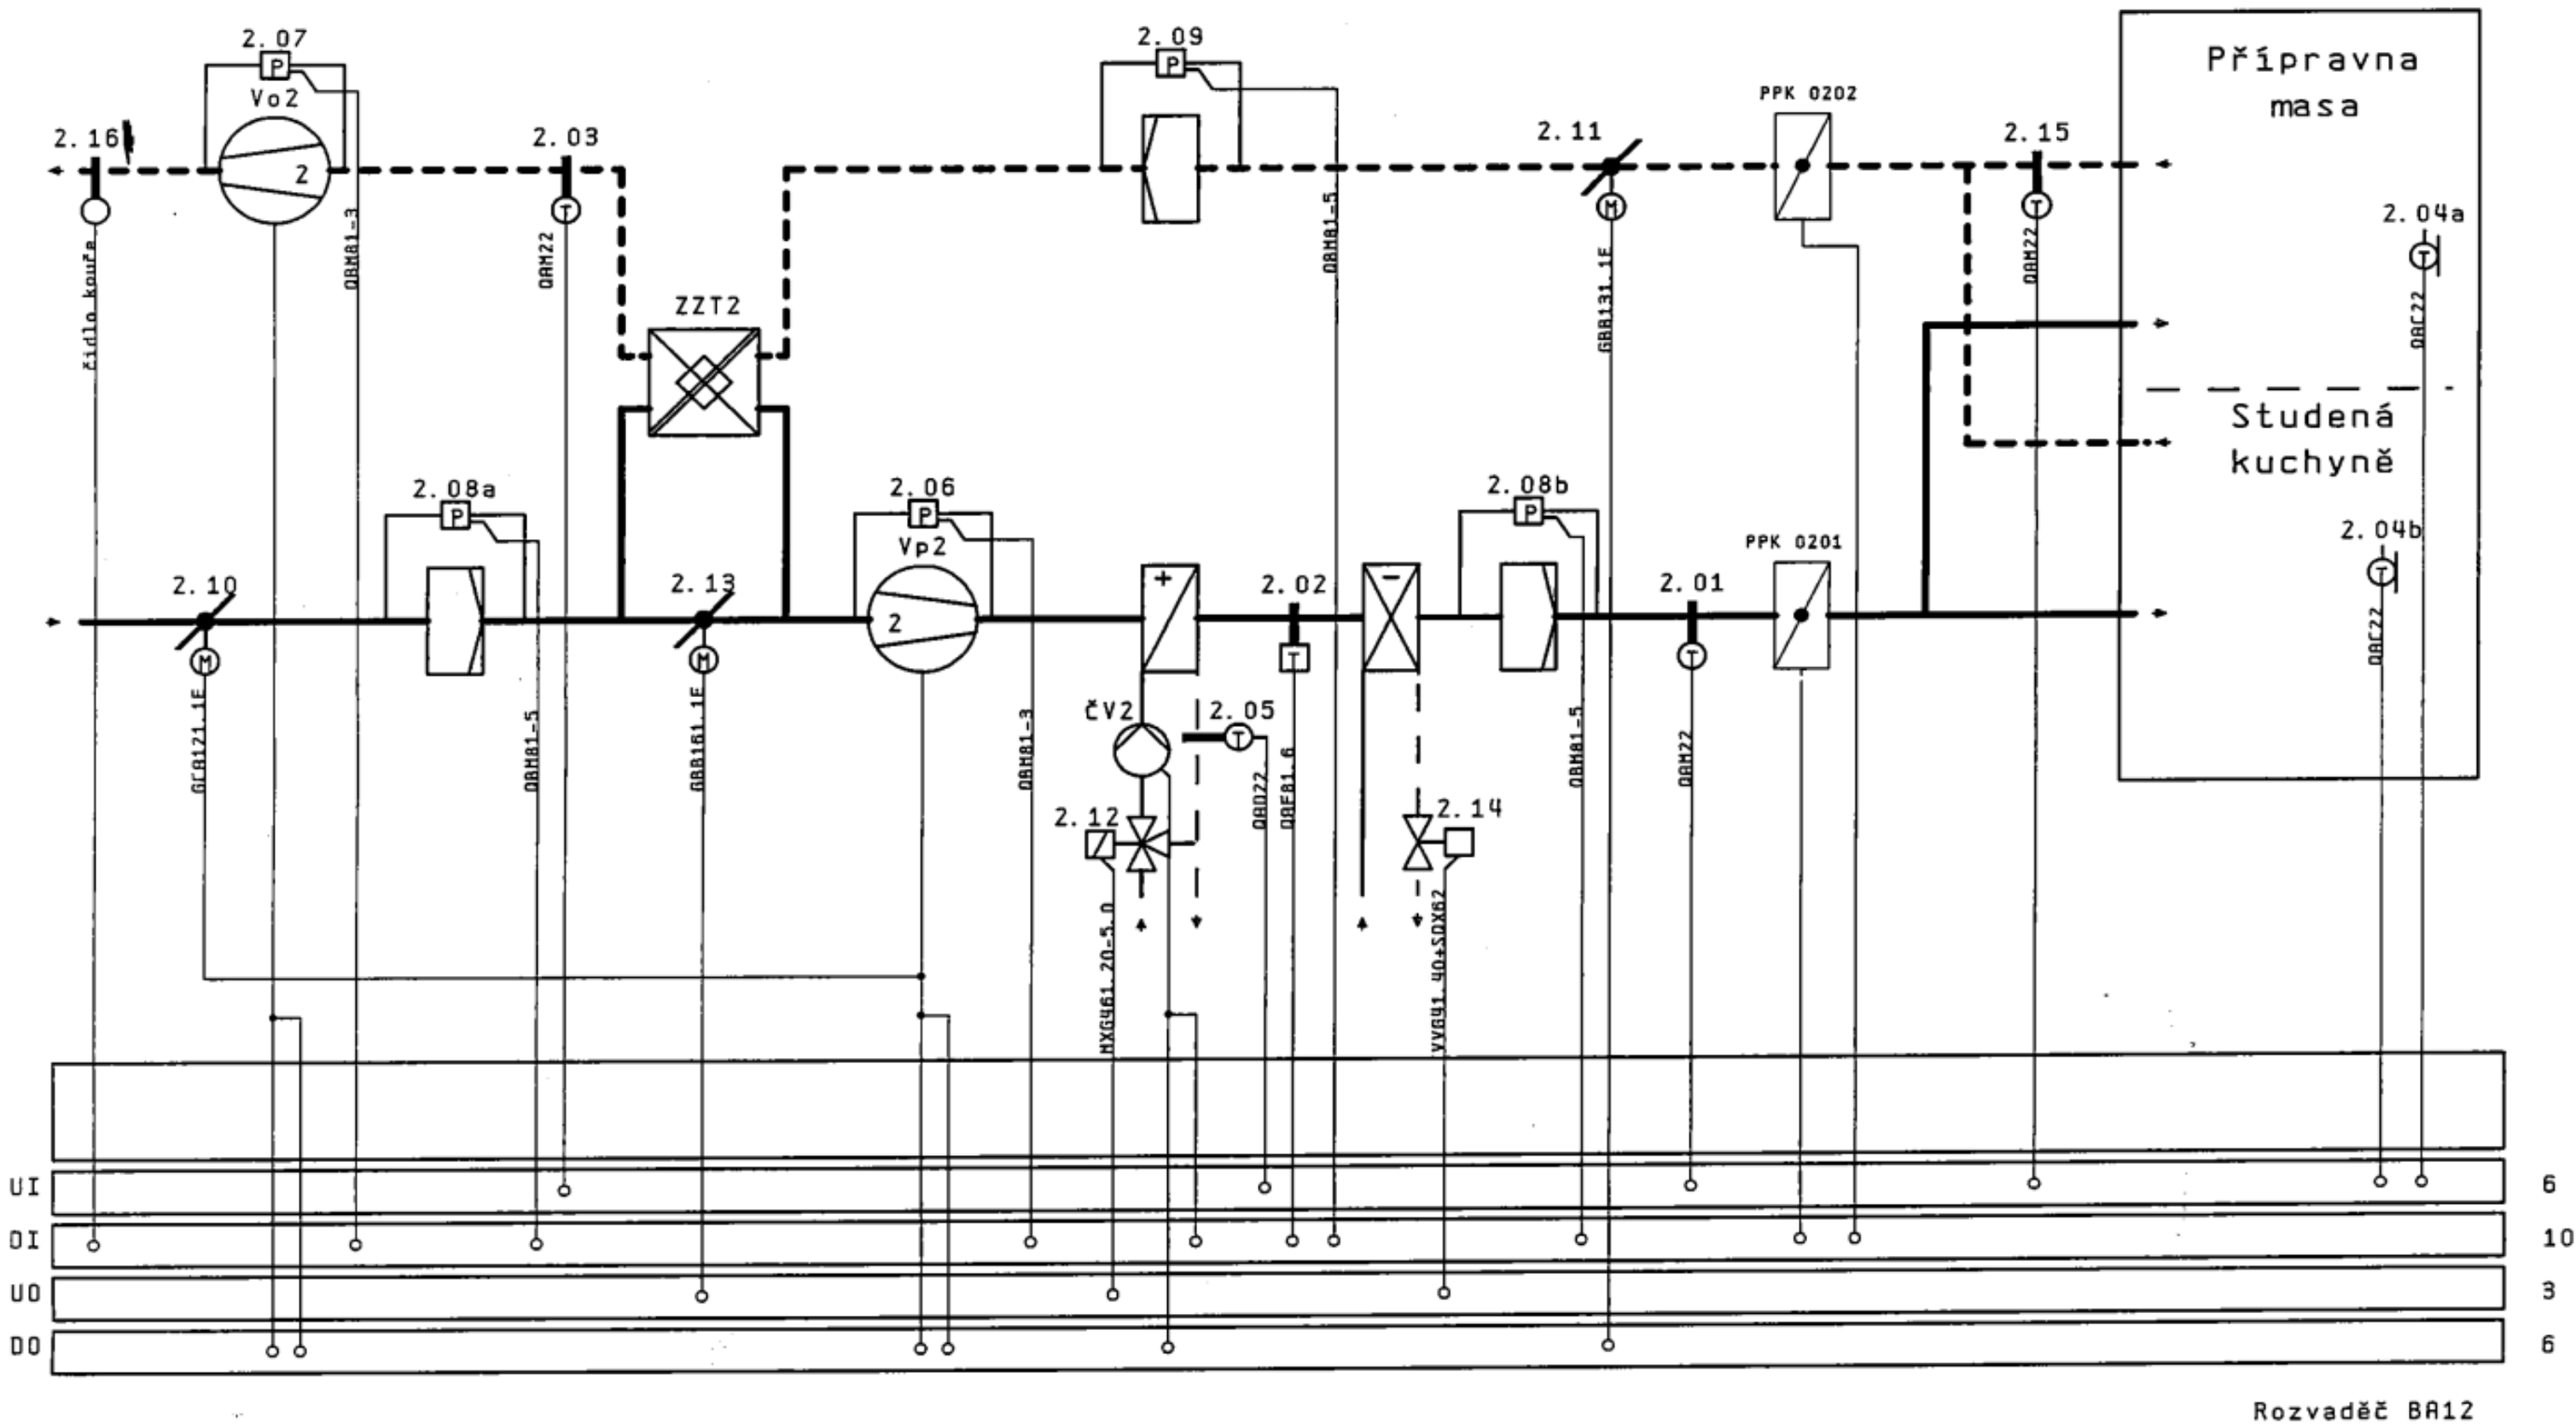 2.07
P
Vo2
2
2.16
2.03
T
2.09
P
2.11
M
PPK 0202
2.15
T
Přípravna
masa
2.04a
T
čidlo kouře
QBM81-3
QAM22
QBM81-5
GBB131.1E
QAM22
QAC22
ZZT2
Studená
kuchyně
2.08a
P
2.06
P
Vp2
2
2.08b
P
2.04b
T
2.10
M
2.13
M
+
2.02
T
-
2.01
T
PPK 0201
QAC22
GCA121.1E
QBM81-5
GBB161.1E
QBM81-3
ČV2
2.05
T
QAD22
QAF81.6
QBM81-5
QAM22
2.12
2.14
MXG461.20-5.0
VVG41.40+SQX62
UI
6
DI
10
UO
3
DO
6
Rozvaděč BA12